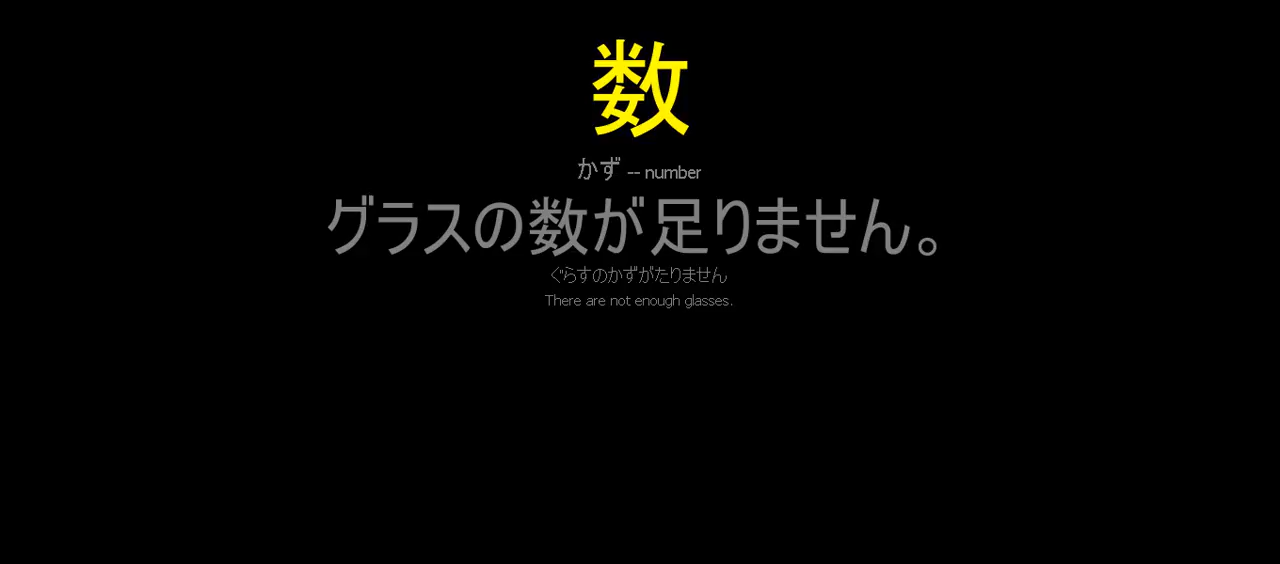 数
かず -- number
グラスの数が足りません。
ぐらすのかずがたりません
There are not enough glasses.